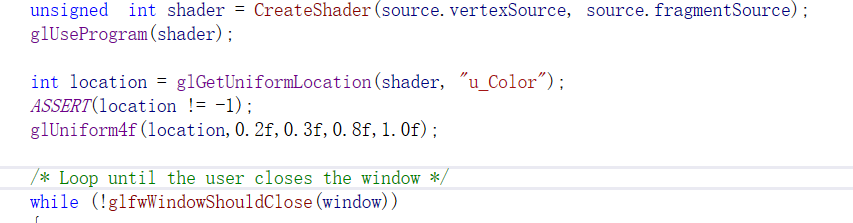 unsigned  int shader = CreateShader(source.vertexSource, source.fragmentSource);
glUseProgram(shader);
int location = glGetUniformLocation(shader, "u_Color");
ASSERT(location != -1);
glUniform4f(location,0.2f,0.3f,0.8f,1.0f);
/* Loop until the user closes the window */
while (!glfwWindowShouldClose(window))
{